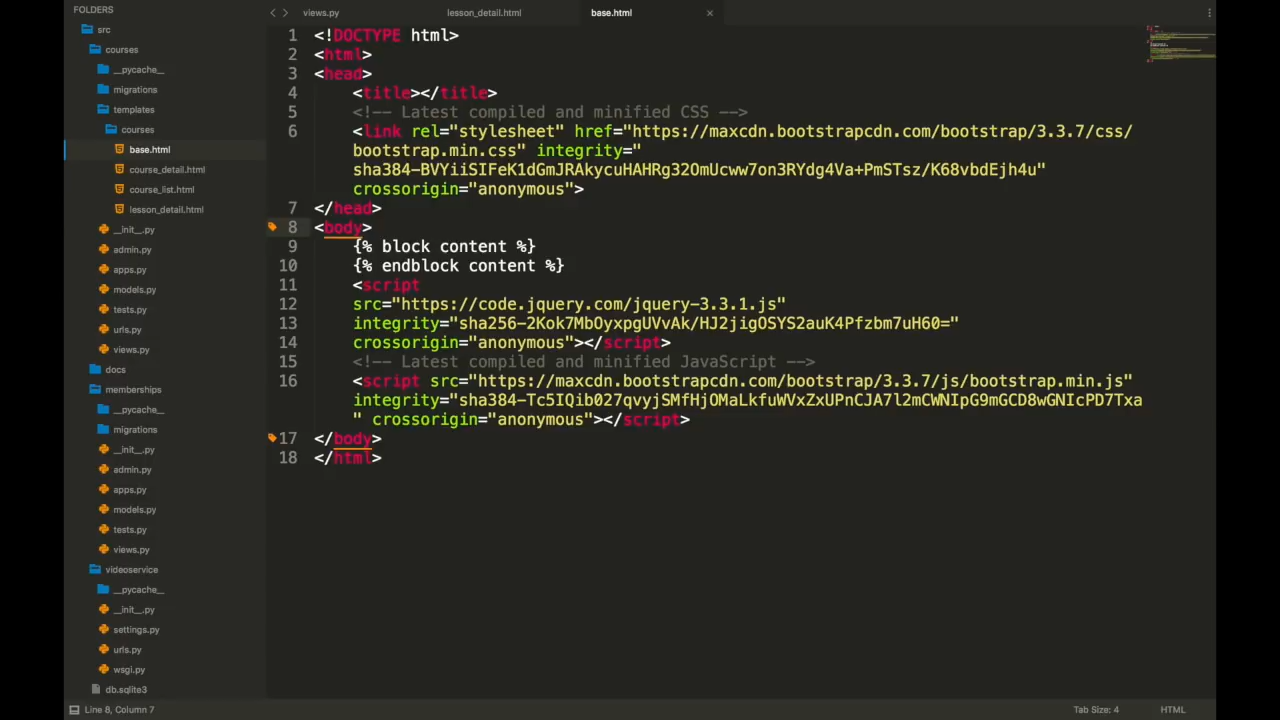 FOLDERS
src
courses
__pycache__
migrations
templates
courses
base.html
course_detail.html
course_list.html
lesson_detail.html
__init__.py
admin.py
apps.py
models.py
tests.py
urls.py
views.py
docs
memberships
__pycache__
migrations
__init__.py
admin.py
apps.py
models.py
tests.py
views.py
videoservice
__pycache__
__init__.py
settings.py
urls.py
wsgi.py
db.sqlite3
views.py lesson_detail.html base.html ×
1 <!DOCTYPE html>
2 <html>
3 <head>
4 <title></title>
5 <!-- Latest compiled and minified CSS -->
6 <link rel="stylesheet" href="https://maxcdn.bootstrapcdn.com/bootstrap/3.3.7/css/
bootstrap.min.css" integrity="
sha384-BVYiiSIFeK1dGmJRAkycuHAHRg32OmUcww7on3RYdg4Va+PmSTsz/K68vbdEjh4u"
crossorigin="anonymous">
7 </head>
8 <body>
9 {% block content %}
10 {% endblock content %}
11 <script
12 src="https://code.jquery.com/jquery-3.3.1.js"
13 integrity="sha256-2Kok7MbOyxpgUVvAk/HJ2jigOSYS2auK4Pfzbm7uH60="
14 crossorigin="anonymous"></script>
15 <!-- Latest compiled and minified JavaScript -->
16 <script src="https://maxcdn.bootstrapcdn.com/bootstrap/3.3.7/js/bootstrap.min.js"
integrity="sha384-Tc5IQib027qvyjSMfHjOMaLkfuWVxZxUPnCJA7l2mCWNIpG9mGCD8wGNIcPD7Txa
" crossorigin="anonymous"></script>
17 </body>
18 </html>
Line 8, Column 7 Tab Size: 4 HTML